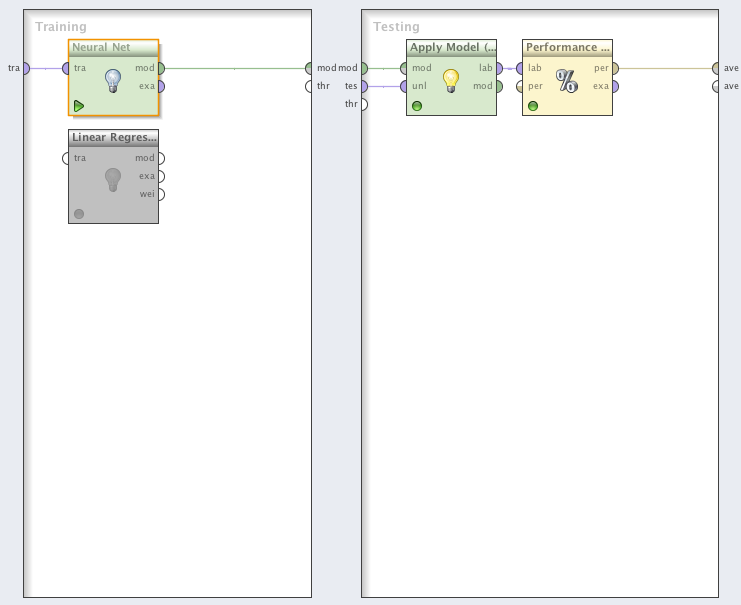 Training
Neural Net
tra
tra
mod
exa
mod
thr
Linear Regres...
tra
mod
exa
wei
Testing
mod
tes
thr
Apply Model (...
mod
lab
unl
mod
Performance ...
lab
per
per
exa
%
ave
ave